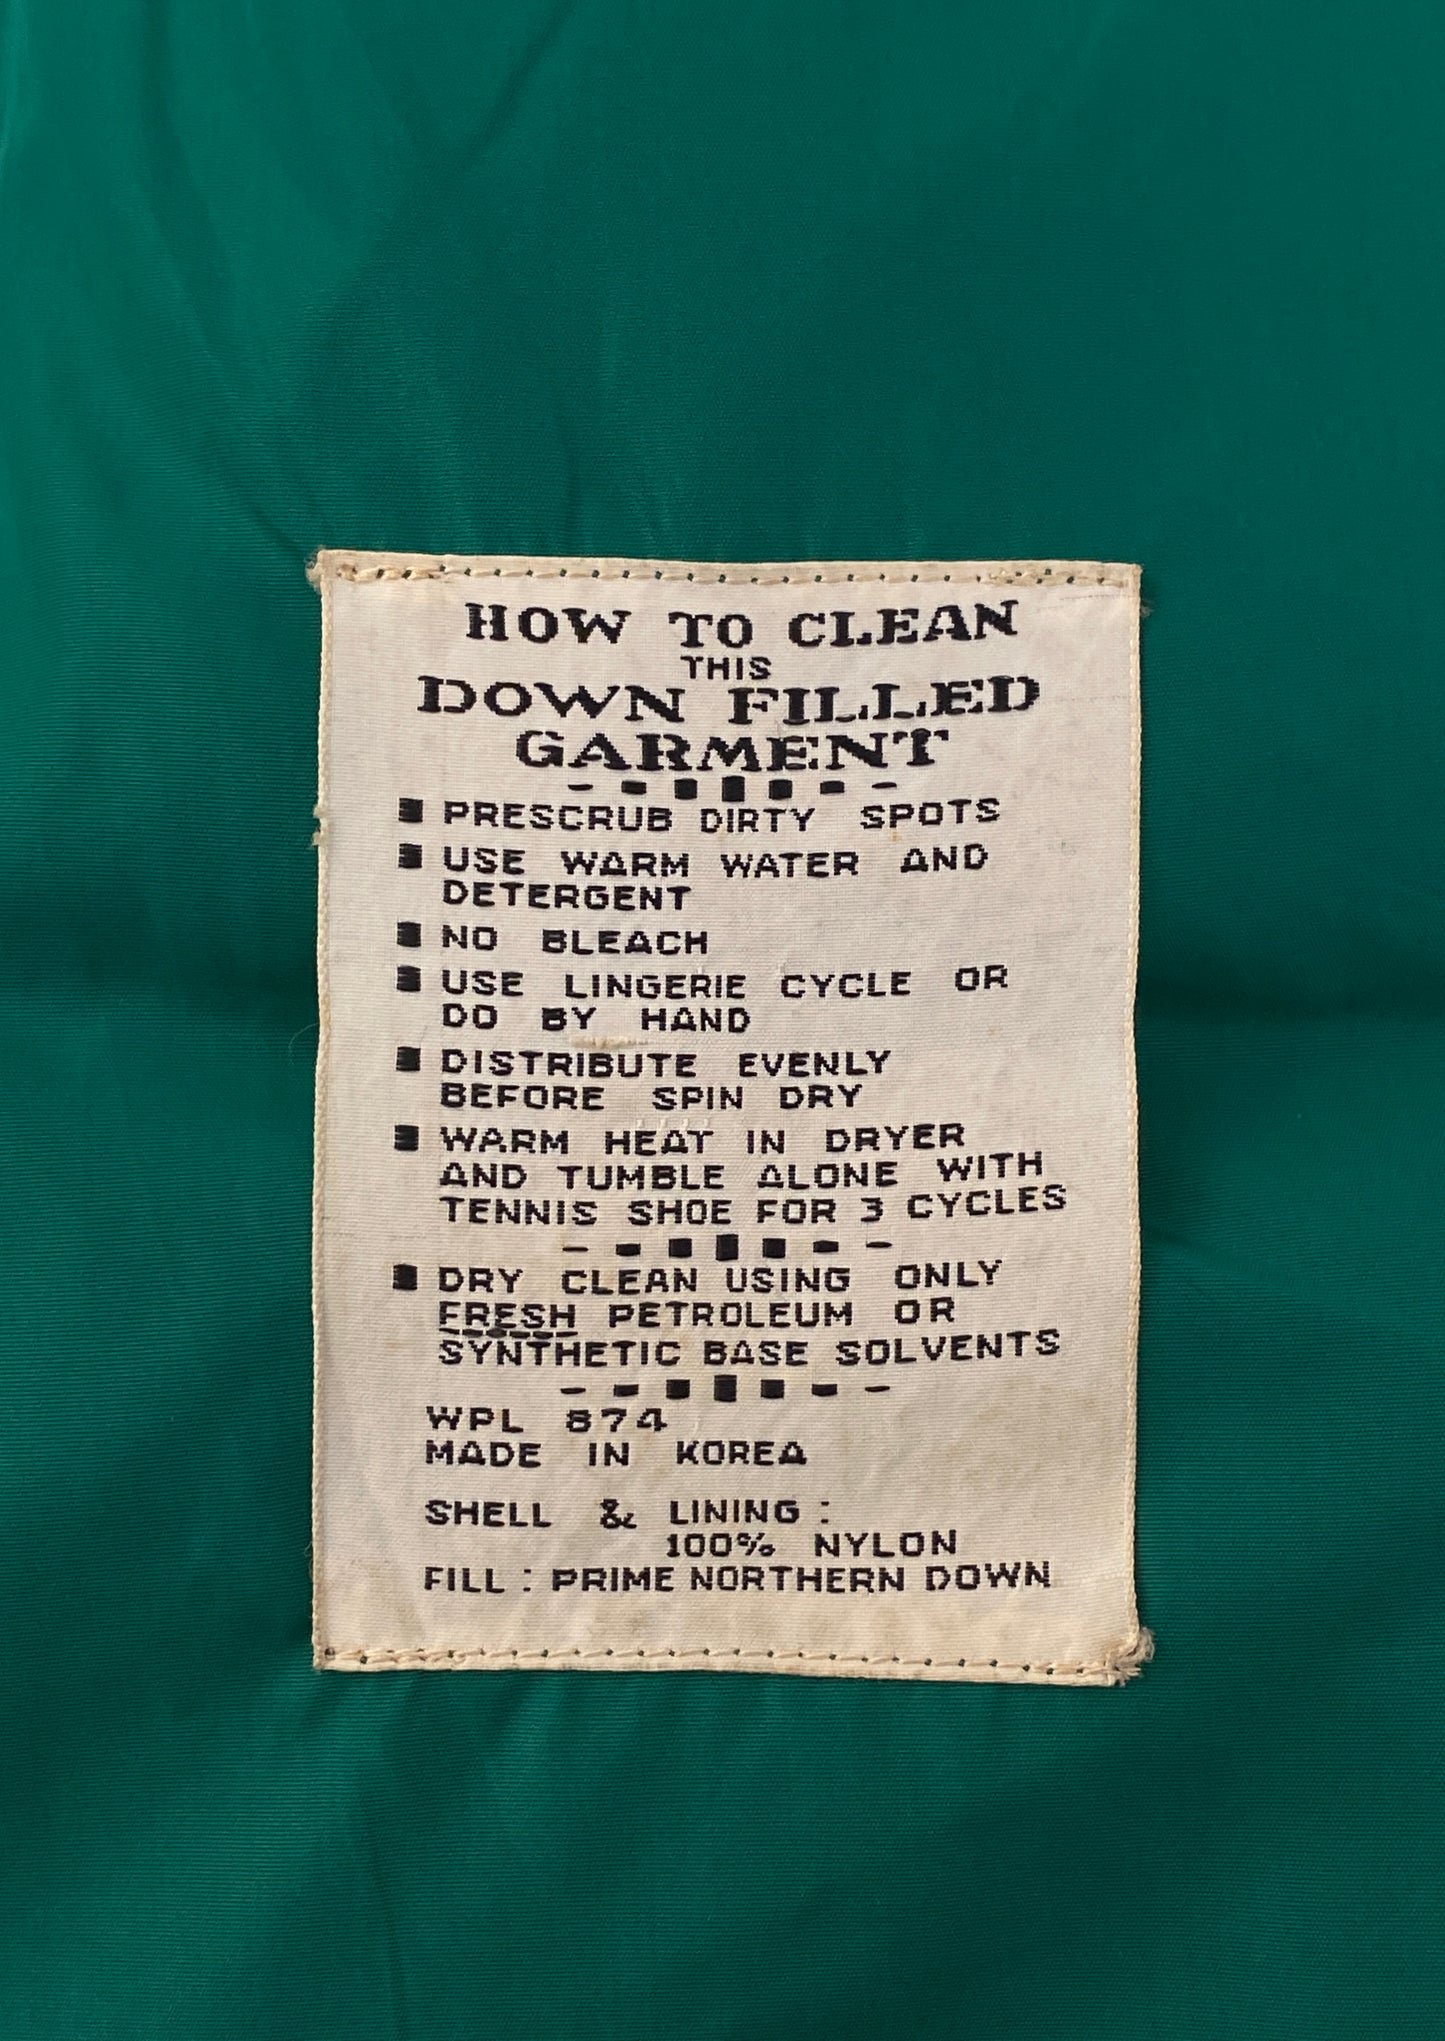 HOW TO CLEAN
THIS
DOWN FILLED
GARMENT
PRESCRUB DIRTY SPOTS
USE WARM WATER AND
DETERGENT
NO BLEACH
USE LINGERIE CYCLE OR
DO BY HAND
DISTRIBUTE EVENLY
BEFORE SPIN DRY
WARM HEAT IN DRYER
AND TUMBLE ALONE WITH
TENNIS SHOE FOR 3 CYCLES
DRY CLEAN USING ONLY
FRESH PETROLEUM OR
SYNTHETIC BASE SOLVENTS
WPL 874
MADE IN KOREA
SHELL & LINING :
100% NYLON
FILL : PRIME NORTHERN DOWN